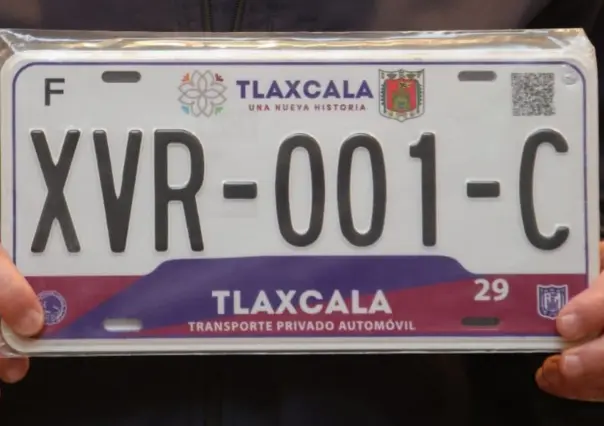 F
TLAXCALA
UNA NUEVA HISTORIA
XVR-001-C
29
TLAXCALA
TRANSPORTE PRIVADO AUTOMÓVIL